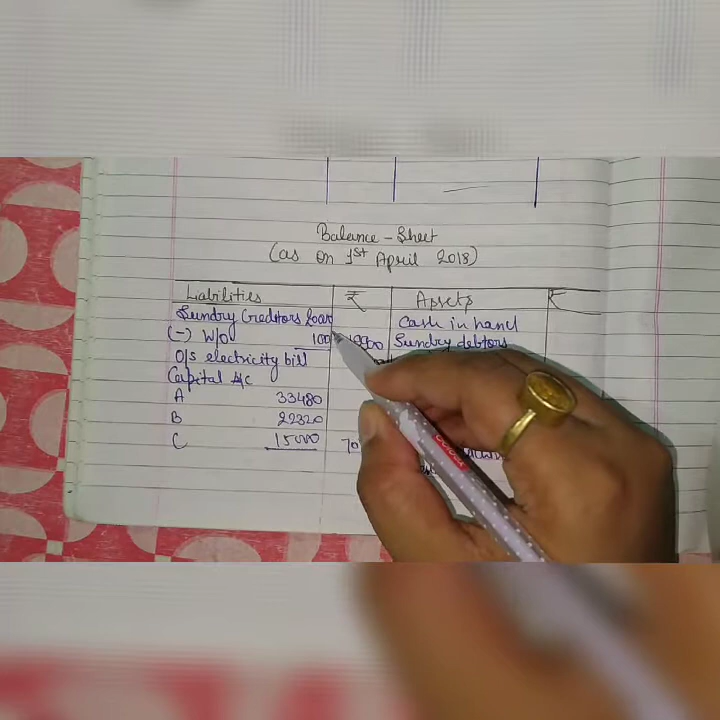 Balance - Sheet
(as on 1st April 2018)
Liabilities ₹ Assets ₹
Sundry Creditors Cash in hand
(-) W/O 100 Sundry debtors
O/S electricity bill
Capital A/c
A 33480
B 22320
C 15000 70